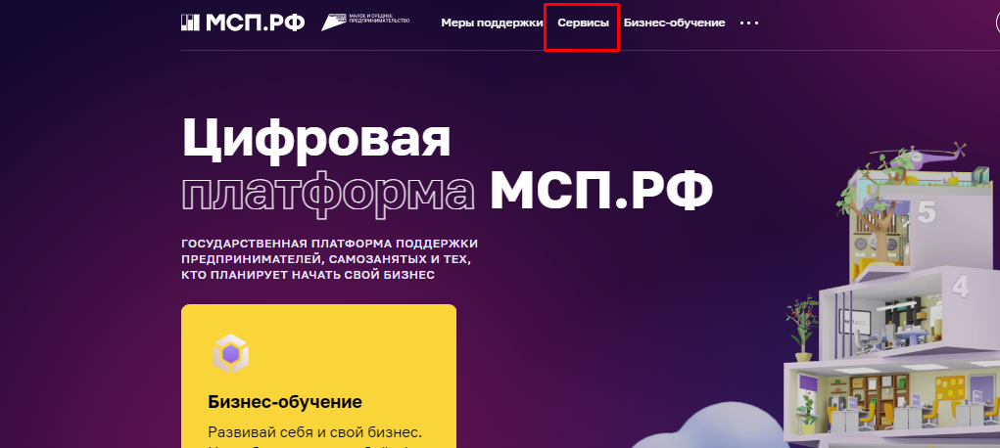 МСП.РФ
МАЛОЕ И СРЕДНЕЕ
ПРЕДПРИНИМАТЕЛЬСТВО
Меры поддержки Сервисы Бизнес-обучение
Цифровая
платформа МСП.РФ
ГОСУДАРСТВЕННАЯ ПЛАТФОРМА ПОДДЕРЖКИ
ПРЕДПРИНИМАТЕЛЕЙ, САМОЗАНЯТЫХ И ТЕХ,
КТО ПЛАНИРУЕТ НАЧАТЬ СВОЙ БИЗНЕС
5
4
Бизнес-обучение
Развивай себя и свой бизнес.